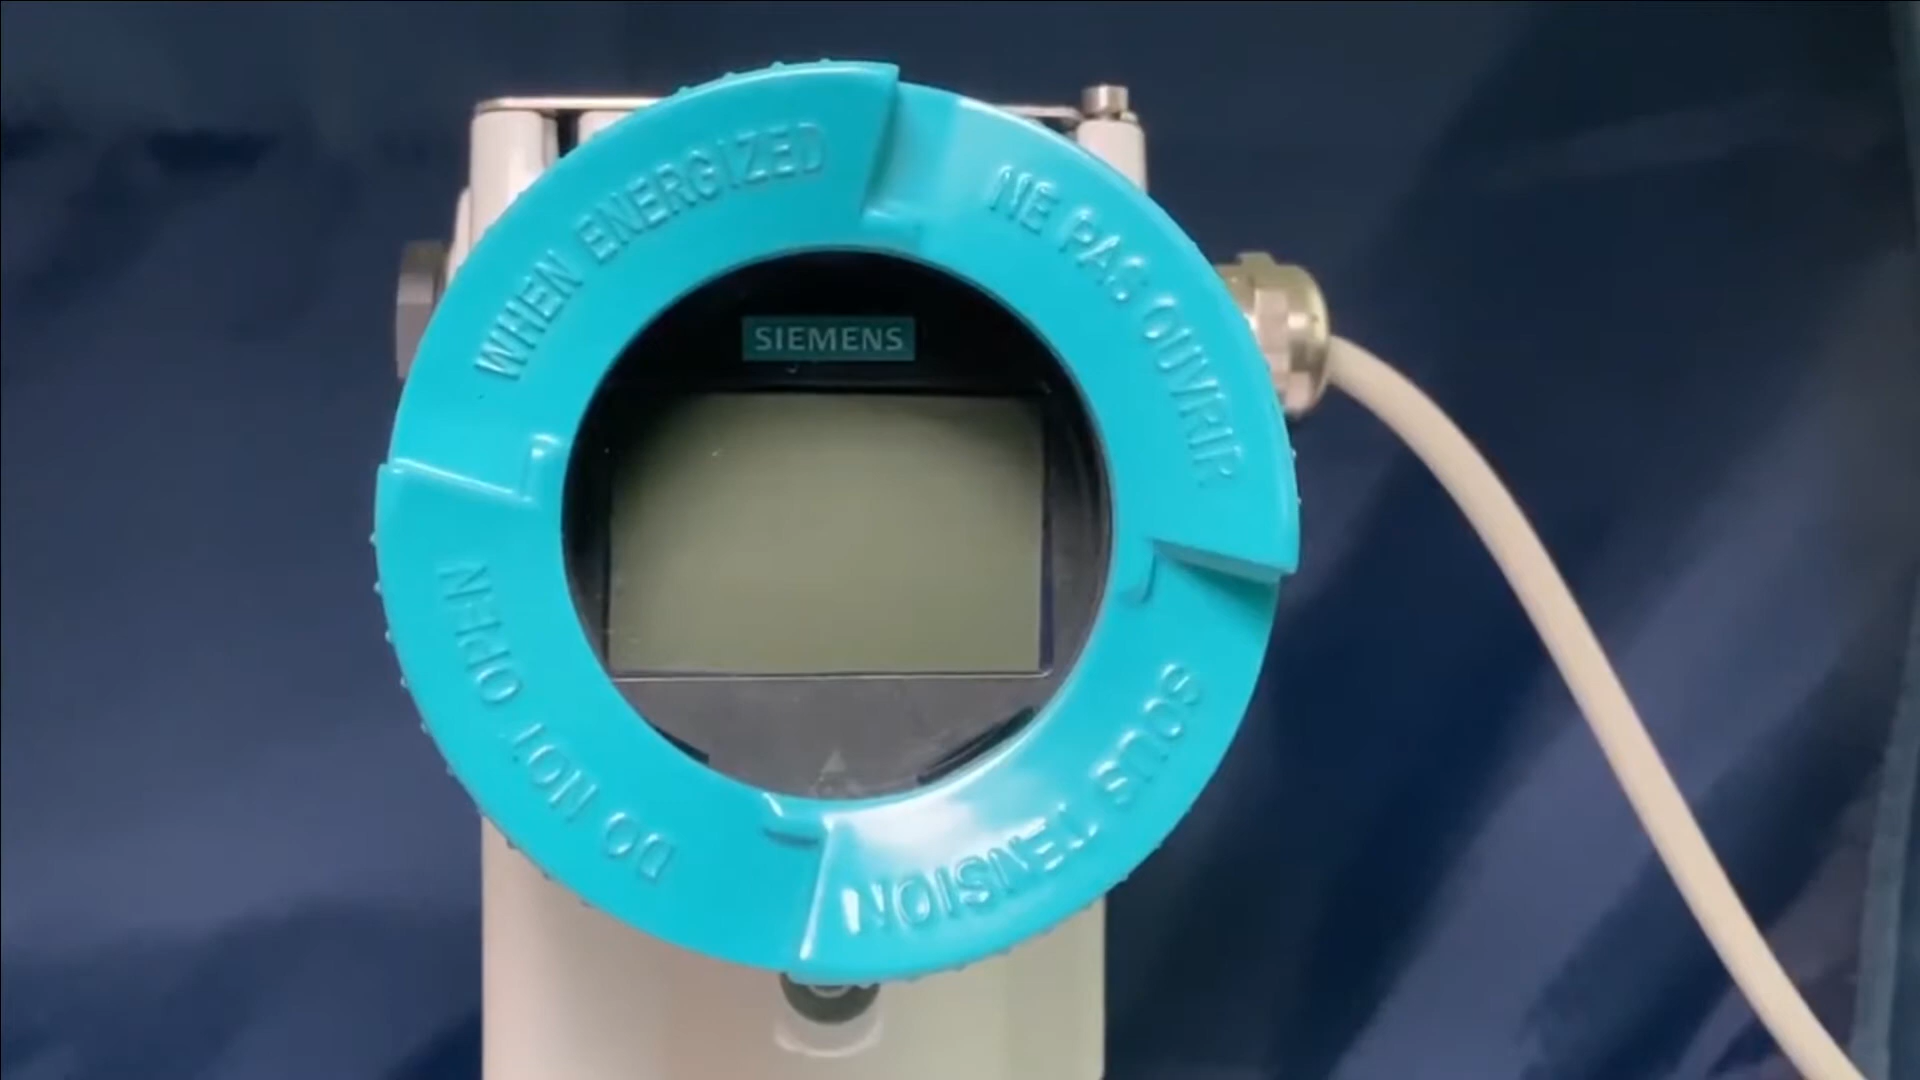 SIEMENS
DO NOT OPEN
WHEN ENERGIZED
NE PAS OUVRIR
SOUS TENSION